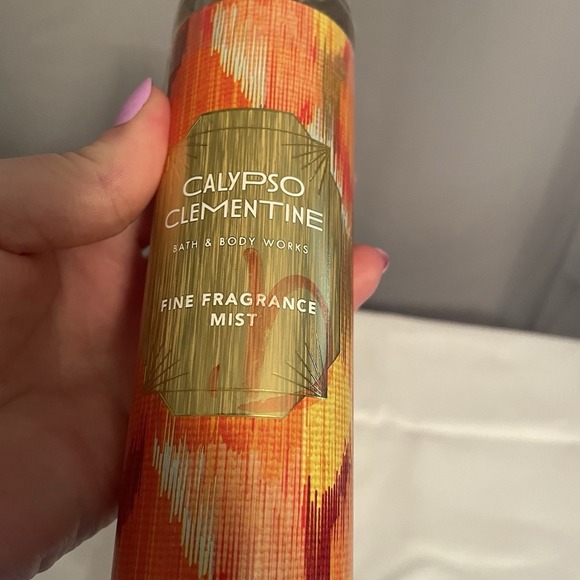 CALYPSO
CLEMENTINE
BATH & BODY WORKS
FINE FRAGRANCE
MIST